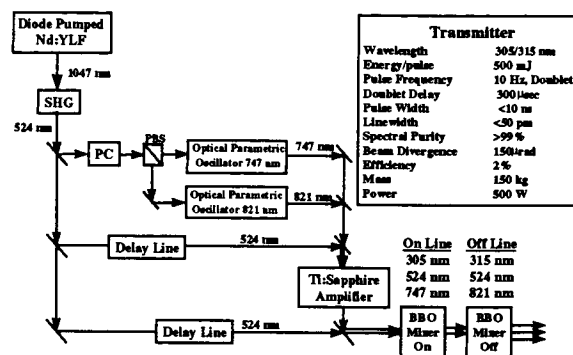 Diode Pumped
Nd:YLF
1047 nm
SHG
524 nm
PC
PBS
Optical Parametric
Oscillator 747 nm
747 nm
Optical Parametric
Oscillator 821 nm
821 nm
Delay Line
524 nm
Ti:Sapphire
Amplifier
Delay Line
524 nm
On Line
305 nm
524 nm
747 nm
Off Line
315 nm
524 nm
821 nm
BBO
Mixer
On
BBO
Mixer
Off
Transmitter
Wavelength 305/315 nm
Energy/pulse 500 mJ
Pulse Frequency 10 Hz, Doublet
Doublet Delay 300μsec
Pulse Width <10 ns
Linewidth <50 pm
Spectral Purity >99%
Beam Divergence 150μrad
Efficiency 2%
Mass 150 kg
Power 500 W